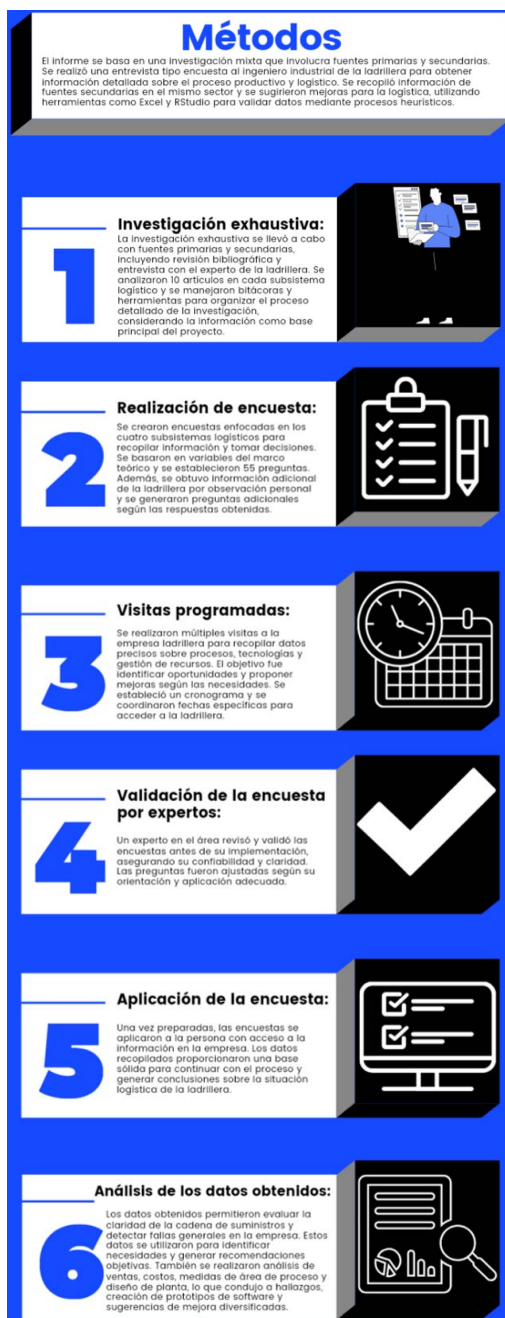 Métodos
El informe se basa en una investigación mixta que involucra fuentes primarias y secundarias.
Se realizó una entrevista tipo encuesta al ingeniero industrial de la ladrillera para obtener
información detallada sobre el proceso productivo y logístico. Se recopiló información de
fuentes secundarias en el mismo sector y se sugirieron mejoras para la logística, utilizando
herramientas como Excel y RStudio para validar datos mediante procesos heurísticos.
1
Investigación exhaustiva:
La investigación exhaustiva se llevó a cabo
con fuentes primarias y secundarias,
incluyendo revisión bibliográfica y
entrevista con el experto de la ladrillera. Se
analizaron 10 artículos en cada subsistema
logístico y se manejaron bitácoras y
herramientas para organizar el proceso
detallado de la investigación,
considerando la información como base
principal del proyecto.
2
Realización de encuesta:
Se crearon encuestas enfocadas en los
cuatro subsistemas logísticos para
recopilar información y tomar decisiones.
Se basaron en variables del marco
teórico y se establecieron 55 preguntas.
Además, se obtuvo información adicional
de la ladrillera por observación personal
y se generaron preguntas adicionales
según las respuestas obtenidas.
3
Visitas programadas:
Se realizaron múltiples visitas a la
empresa ladrillera para recopilar datos
precisos sobre procesos, tecnologías y
gestión de recursos. El objetivo fue
identificar oportunidades y proponer
mejoras según las necesidades. Se
estableció un cronograma y se
coordinaron fechas específicas para
acceder a la ladrillera.
4
Validación de la encuesta
por expertos:
Un experto en el área revisó y validó las
encuestas antes de su implementación,
asegurando su confiabilidad y claridad.
Las preguntas fueron ajustadas según su
orientación y aplicación adecuada.
5
Aplicación de la encuesta:
Una vez preparadas, las encuestas se
aplicaron a la persona con acceso a la
información en la empresa. Los datos
recopilados proporcionaron una base
sólida para continuar con el proceso y
generar conclusiones sobre la situación
logística de la ladrillera.
6
Análisis de los datos obtenidos:
Los datos obtenidos permitieron evaluar la
claridad de la cadena de suministros y
detectar fallas generales en la empresa. Estos
datos se utilizaron para identificar
necesidades y generar recomendaciones
objetivas. También se realizaron análisis de
ventas, costos, medidas de área de proceso y
diseño de planta, lo que condujo a hallazgos,
creación de prototipos de software y
sugerencias de mejora diversificadas.